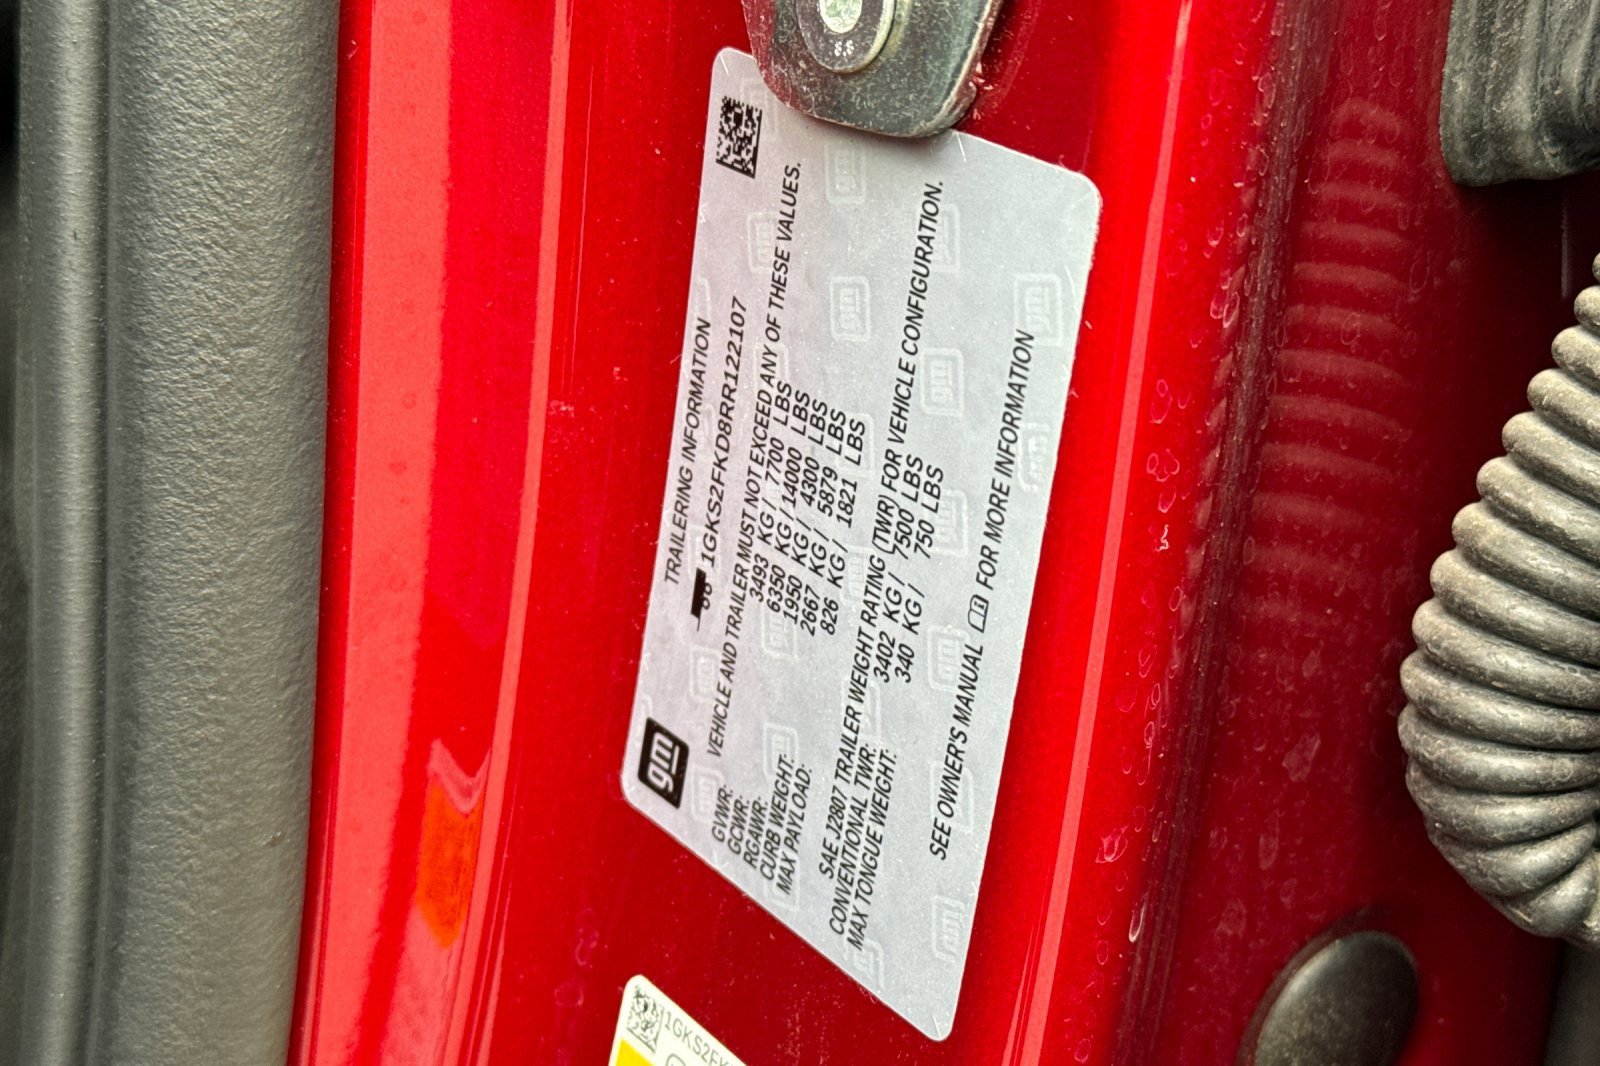 s.s
gm
TRAILERING INFORMATION
1GKS2FKD8RR122107
VEHICLE AND TRAILER MUST NOT EXCEED ANY OF THESE VALUES.
GVWR: 3493 KG / 7700 LBS
GCWR: 6350 KG / 14000 LBS
RGAWR: 1950 KG / 4300 LBS
CURB WEIGHT: 2667 KG / 5879 LBS
MAX PAYLOAD: 826 KG / 1821 LBS
SAE J2807 TRAILER WEIGHT RATING (TWR) FOR VEHICLE CONFIGURATION.
CONVENTIONAL TWR: 3402 KG / 7500 LBS
MAX TONGUE WEIGHT: 340 KG / 750 LBS
SEE OWNER'S MANUAL FOR MORE INFORMATION
1GKS2FK